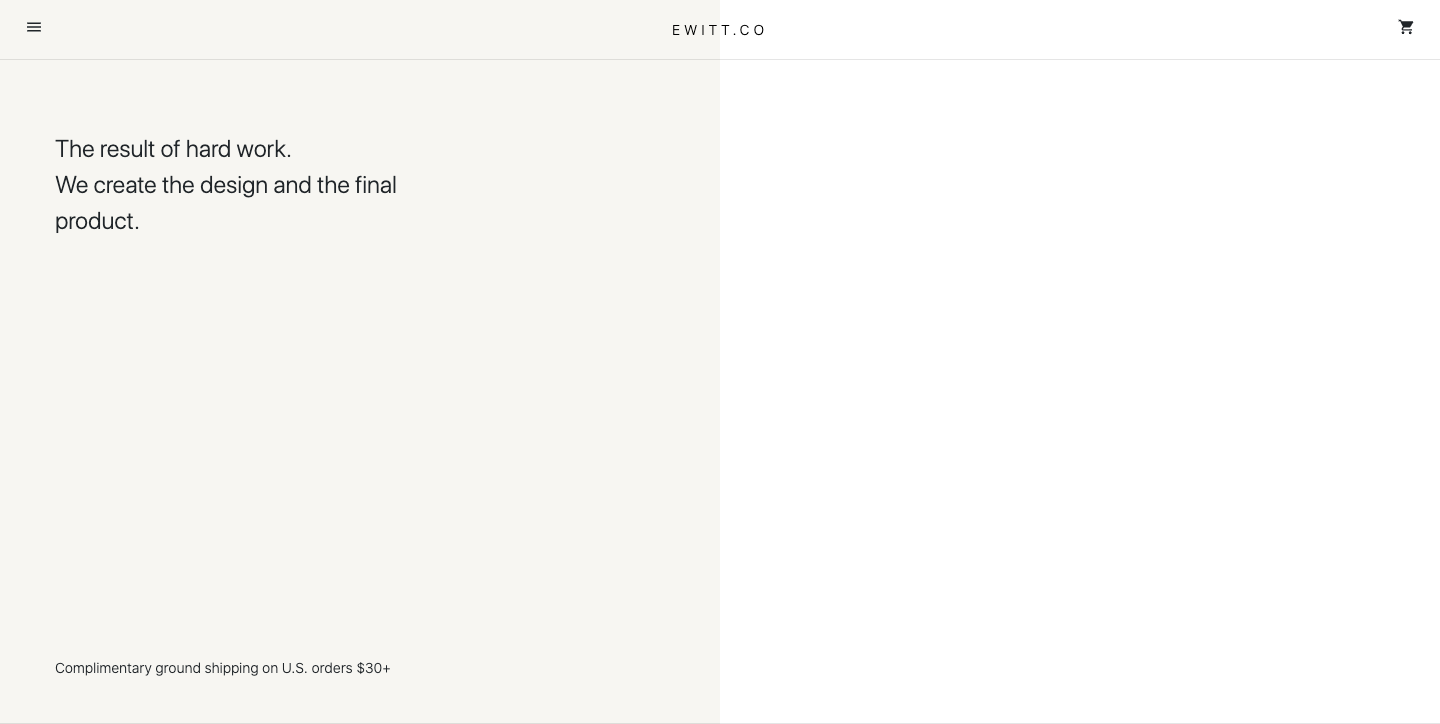 EWITT.CO
The result of hard work.
We create the design and the final
product.
Complimentary ground shipping on U.S. orders $30+